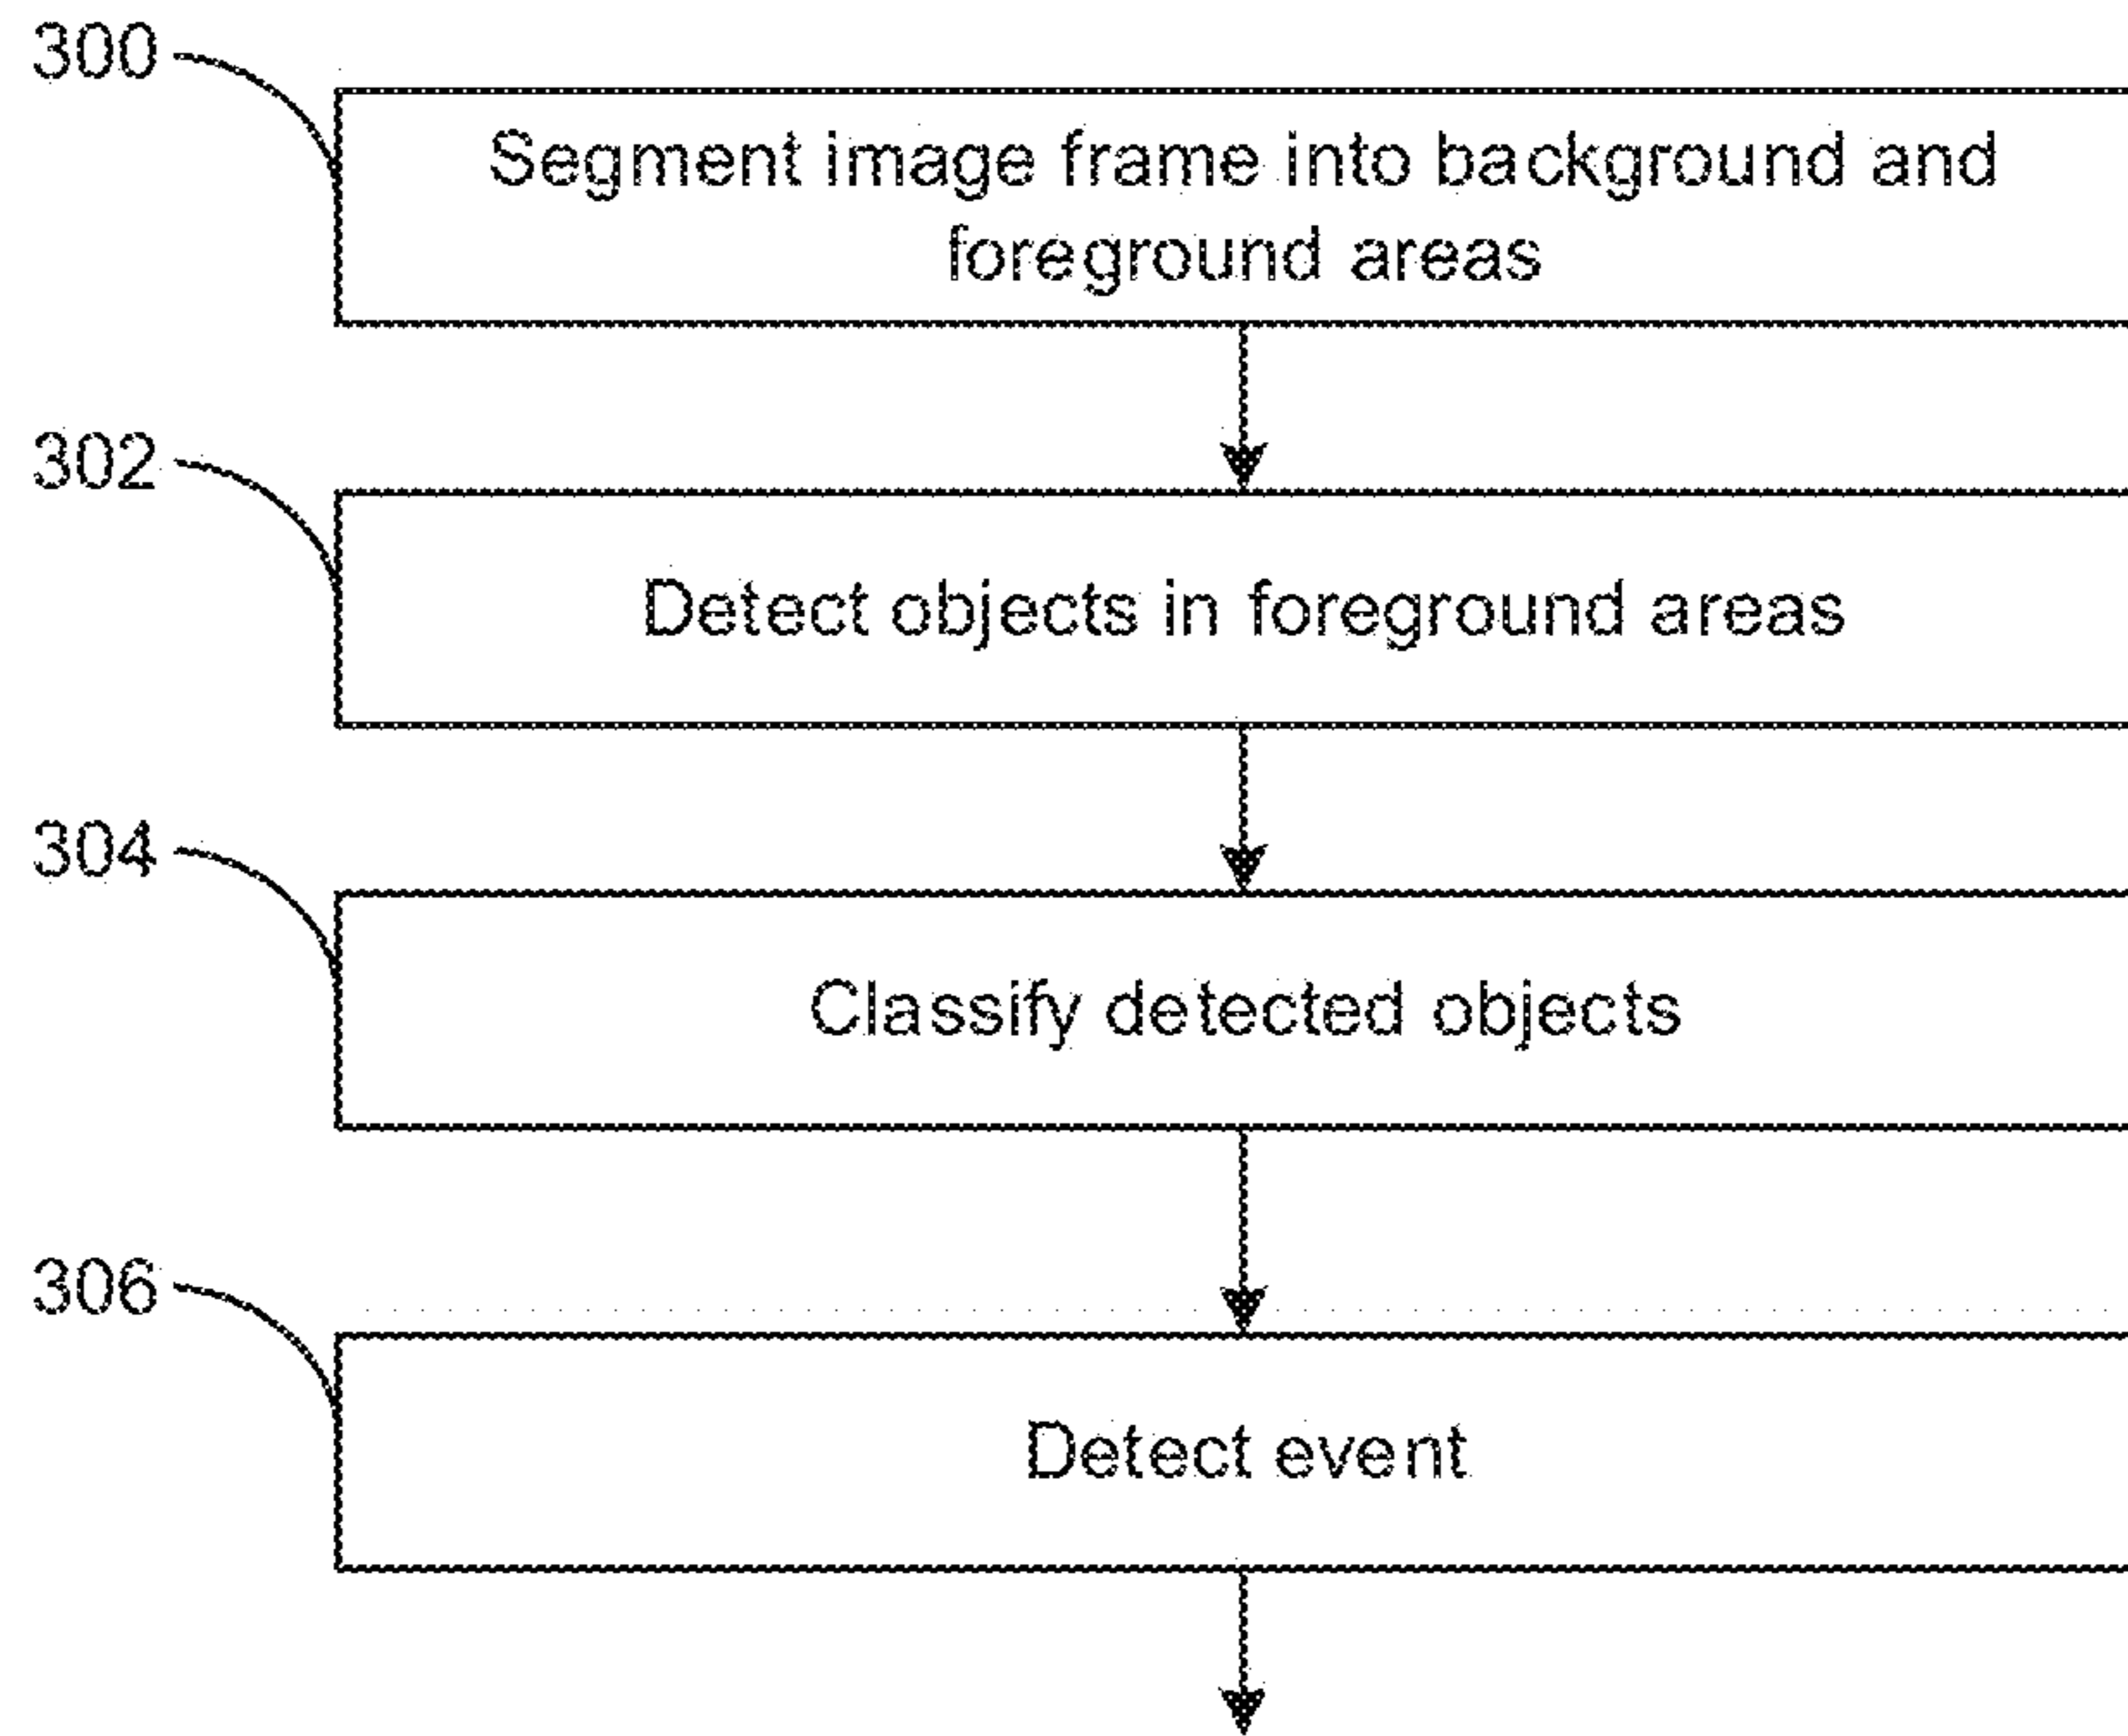 300
Segment image frame into background and
foreground areas
302
Detect objects in foreground areas
304
Classify detected objects
306
Detect event